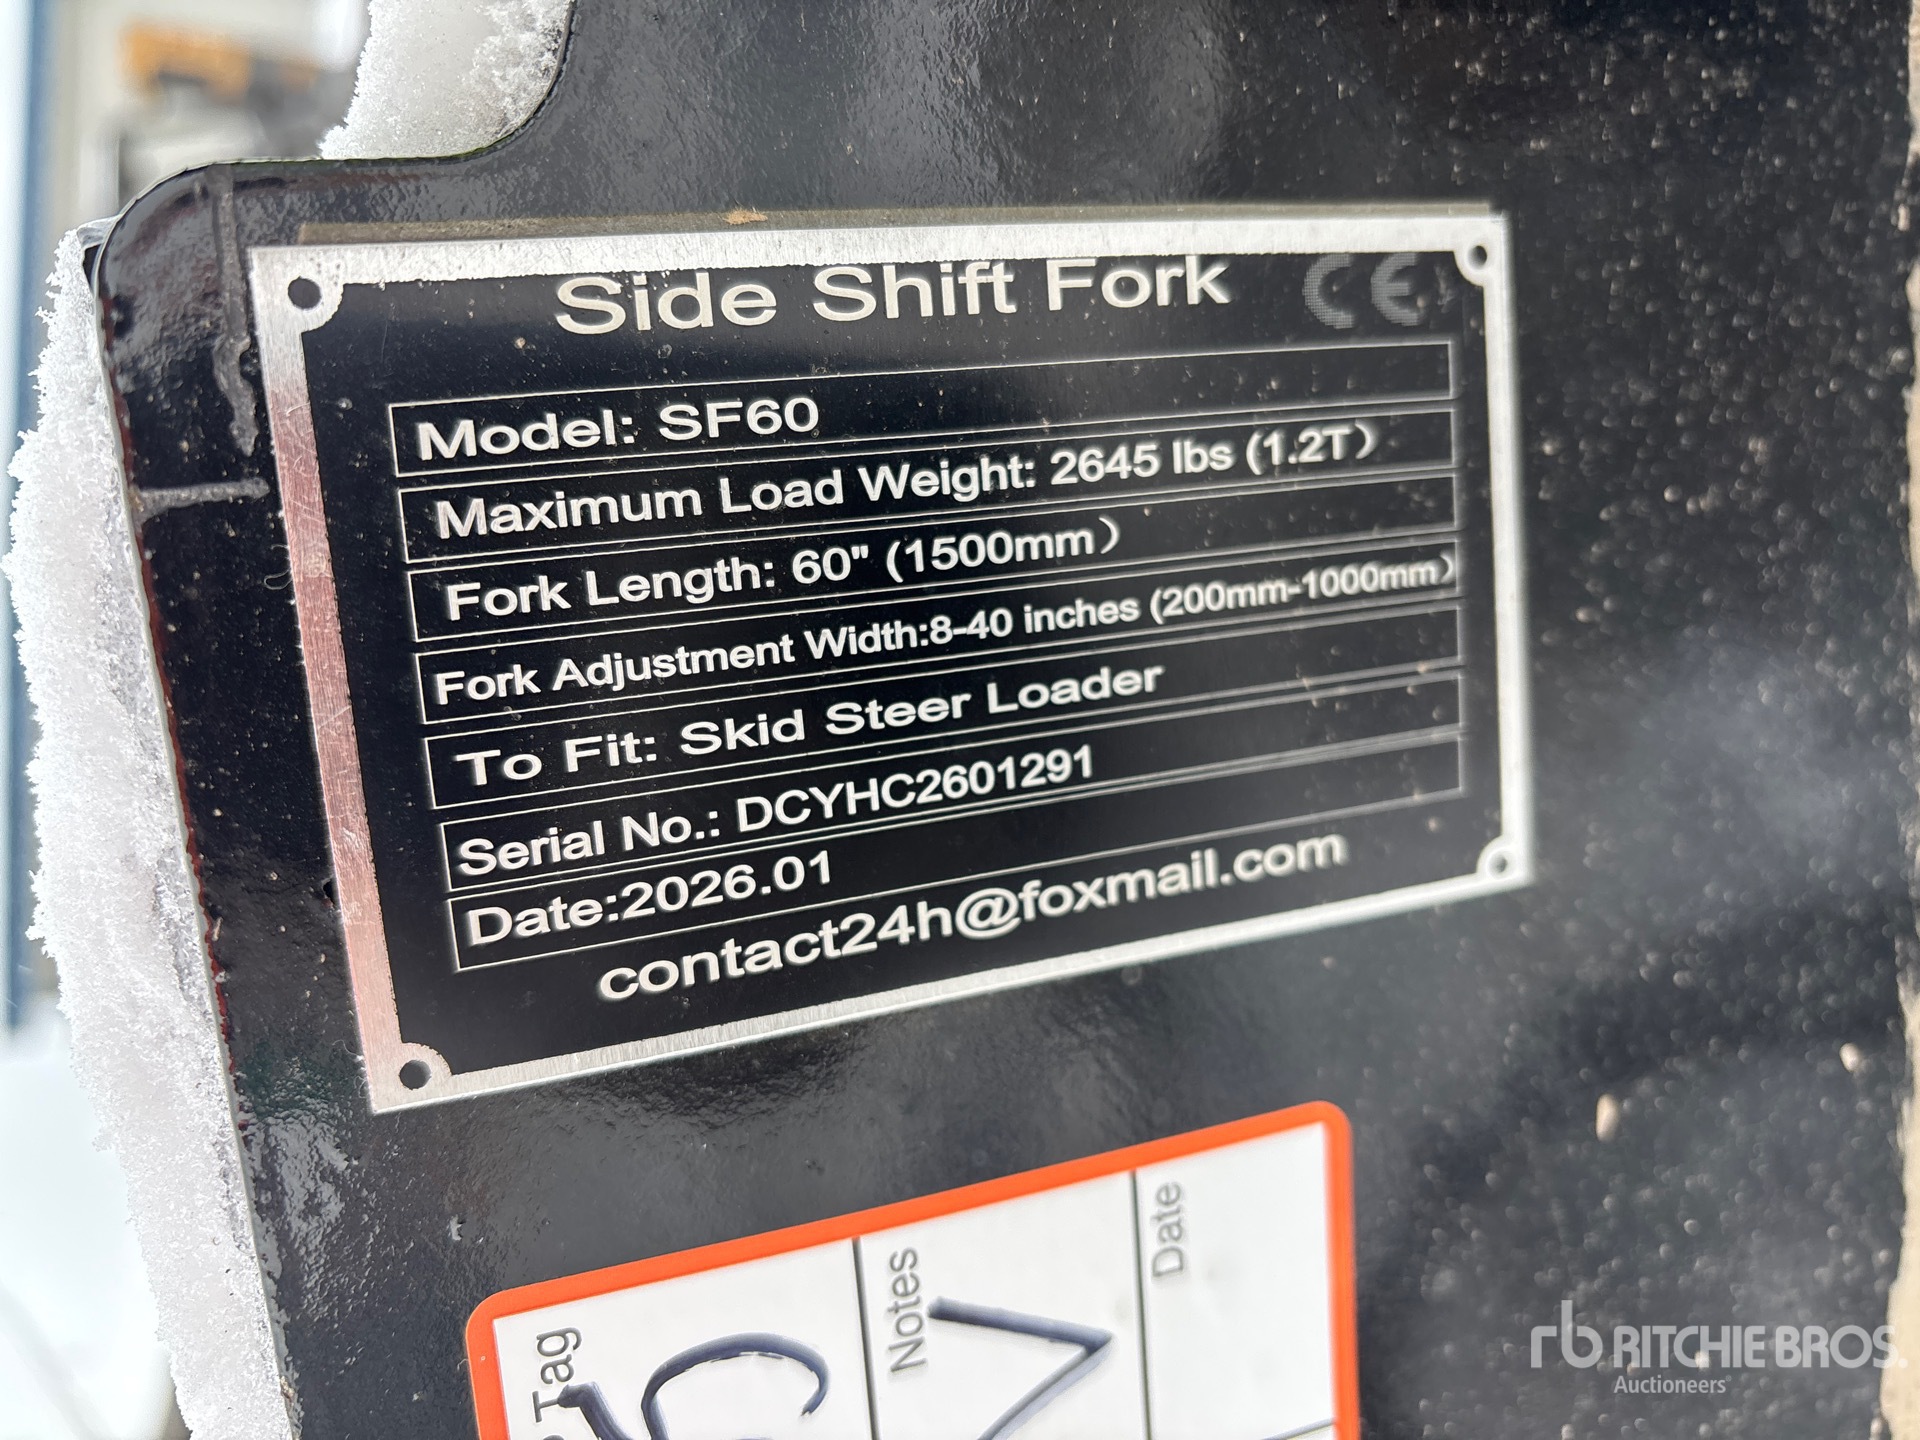 Side Shift Fork CE
Model: SF60
Maximum Load Weight: 2645 lbs (1.2T)
Fork Length: 60" (1500mm)
Fork Adjustment Width:8-40 inches (200mm-1000mm)
To Fit: Skid Steer Loader
Serial No.: DCYHC2601291
Date:2026.01
contact24h@foxmail.com
Tag
Notes
Date
rb RITCHIE BROS.
Auctioneers